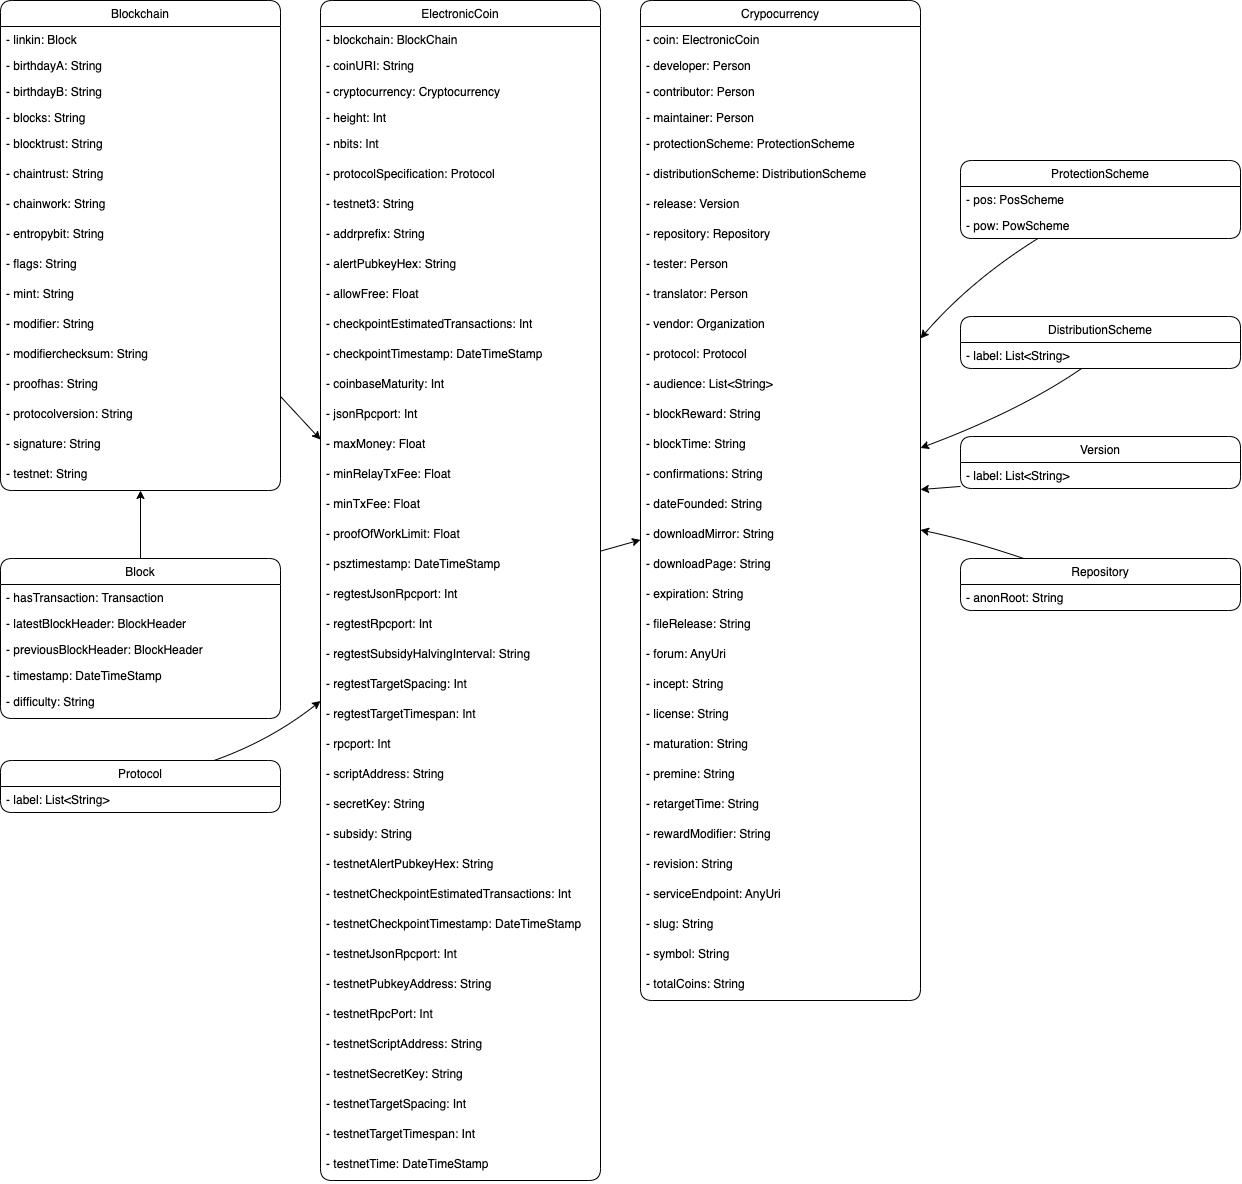 Blockchain
- linkin: Block
- birthdayA: String
- birthdayB: String
- blocks: String
- blocktrust: String
- chaintrust: String
- chainwork: String
- entropybit: String
- flags: String
- mint: String
- modifier: String
- modifierchecksum: String
- proofhas: String
- protocolversion: String
- signature: String
- testnet: String
Block
- hasTransaction: Transaction
- latestBlockHeader: BlockHeader
- previousBlockHeader: BlockHeader
- timestamp: DateTimeStamp
- difficulty: String
Protocol
- label: List<String>
ElectronicCoin
- blockchain: BlockChain
- coinURI: String
- cryptocurrency: Cryptocurrency
- height: Int
- nbits: Int
- protocolSpecification: Protocol
- testnet3: String
- addrprefix: String
- alertPubkeyHex: String
- allowFree: Float
- checkpointEstimatedTransactions: Int
- checkpointTimestamp: DateTimeStamp
- coinbaseMaturity: Int
- jsonRpcport: Int
- maxMoney: Float
- minRelayTxFee: Float
- minTxFee: Float
- proofOfWorkLimit: Float
- psztimestamp: DateTimeStamp
- regtestJsonRpcport: Int
- regtestRpcport: Int
- regtestSubsidyHalvingInterval: String
- regtestTargetSpacing: Int
- regtestTargetTimespan: Int
- rpcport: Int
- scriptAddress: String
- secretKey: String
- subsidy: String
- testnetAlertPubkeyHex: String
- testnetCheckpointEstimatedTransactions: Int
- testnetCheckpointTimestamp: DateTimeStamp
- testnetJsonRpcport: Int
- testnetPubkeyAddress: String
- testnetRpcPort: Int
- testnetScriptAddress: String
- testnetSecretKey: String
- testnetTargetSpacing: Int
- testnetTargetTimespan: Int
- testnetTime: DateTimeStamp
Crypocurrency
- coin: ElectronicCoin
- developer: Person
- contributor: Person
- maintainer: Person
- protectionScheme: ProtectionScheme
- distributionScheme: DistributionScheme
- release: Version
- repository: Repository
- tester: Person
- translator: Person
- vendor: Organization
- protocol: Protocol
- audience: List<String>
- blockReward: String
- blockTime: String
- confirmations: String
- dateFounded: String
- downloadMirror: String
- downloadPage: String
- expiration: String
- fileRelease: String
- forum: AnyUri
- incept: String
- license: String
- maturation: String
- premine: String
- retargetTime: String
- rewardModifier: String
- revision: String
- serviceEndpoint: AnyUri
- slug: String
- symbol: String
- totalCoins: String
ProtectionScheme
- pos: PosScheme
- pow: PowScheme
DistributionScheme
- label: List<String>
Version
- label: List<String>
Repository
- anonRoot: String